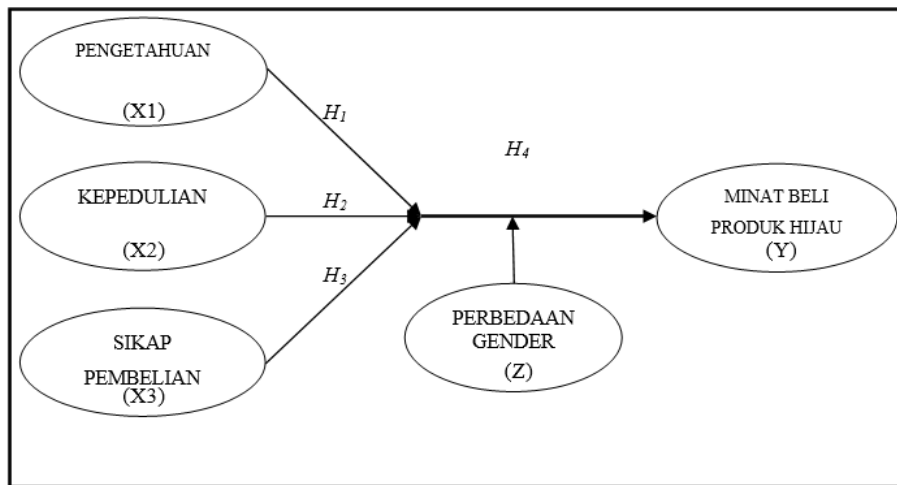 PENGETAHUAN
(X1)
H1
H4
KEPEDULIAN
(X2)
H2
MINAT BELI
PRODUK HIJAU
(Y)
H3
SIKAP
PEMBELIAN
(X3)
PERBEDAAN
GENDER
(Z)